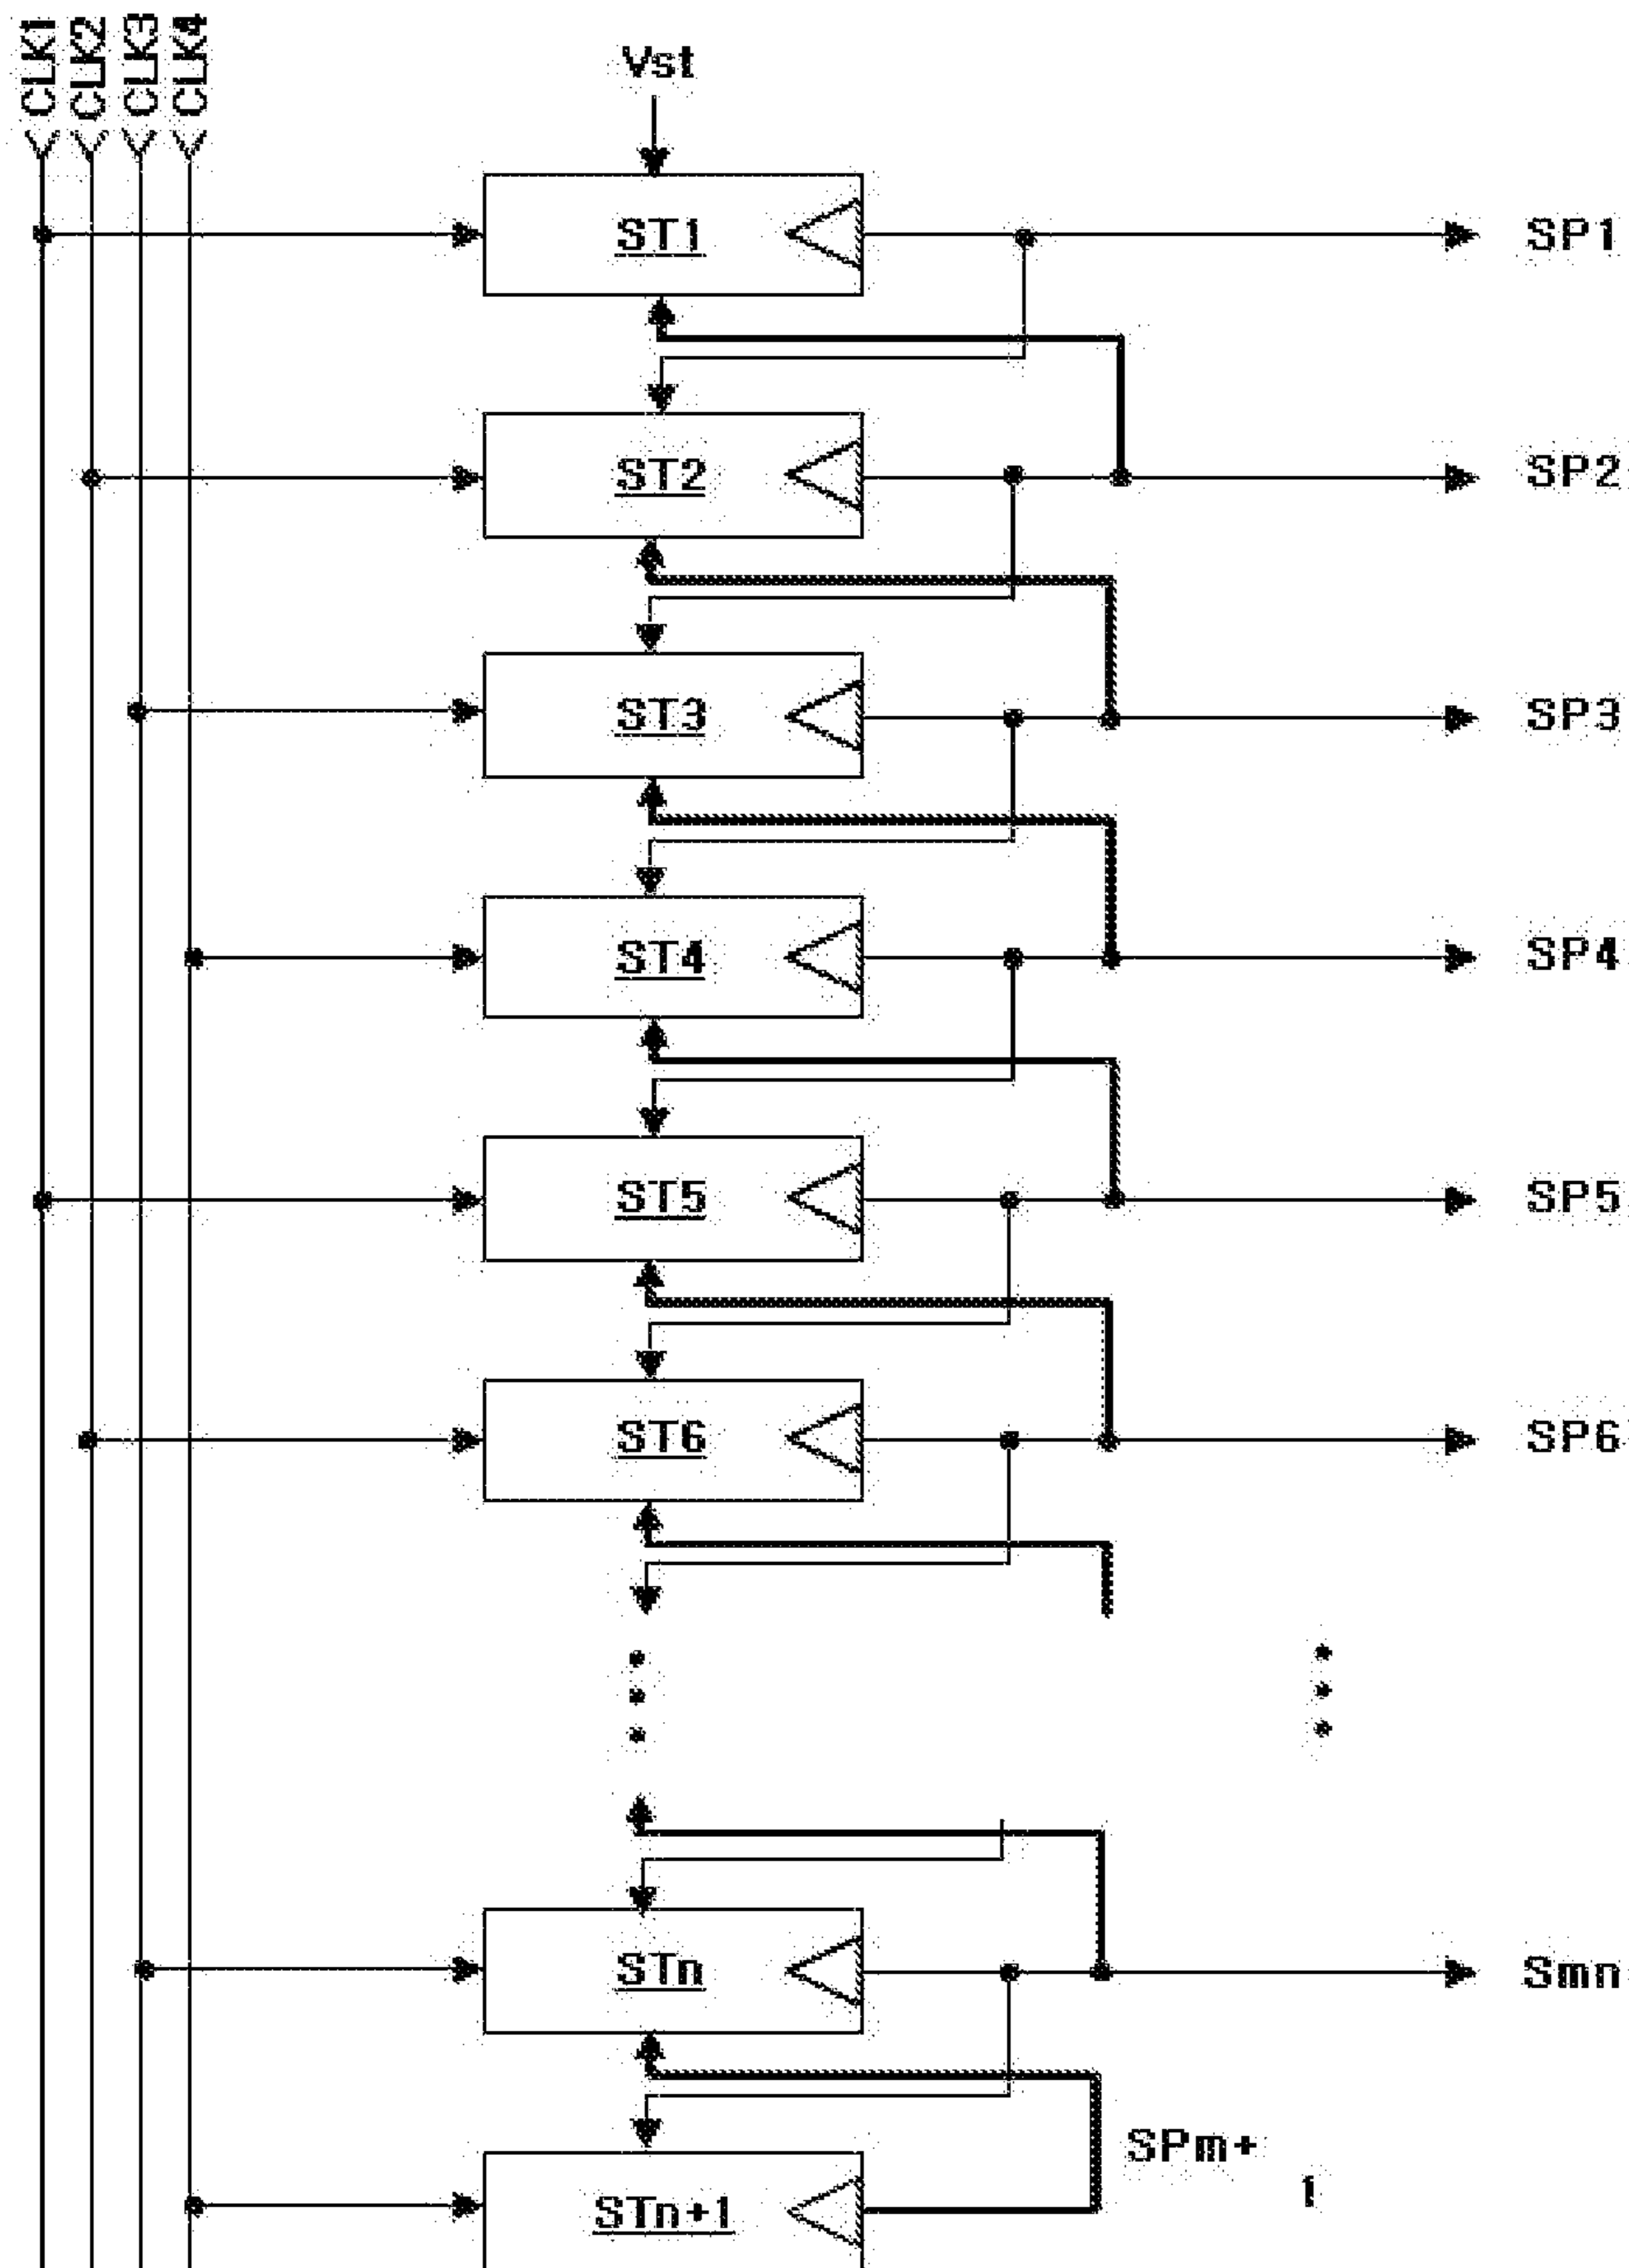 <CLK1
<CLK2
<CLK3
<CLK4
Vst
ST1
SP1
ST2
SP2
ST3
SP3
ST4
SP4
ST5
SP5
ST6
SP6
STn
Smn
SPm+
1
STn+1